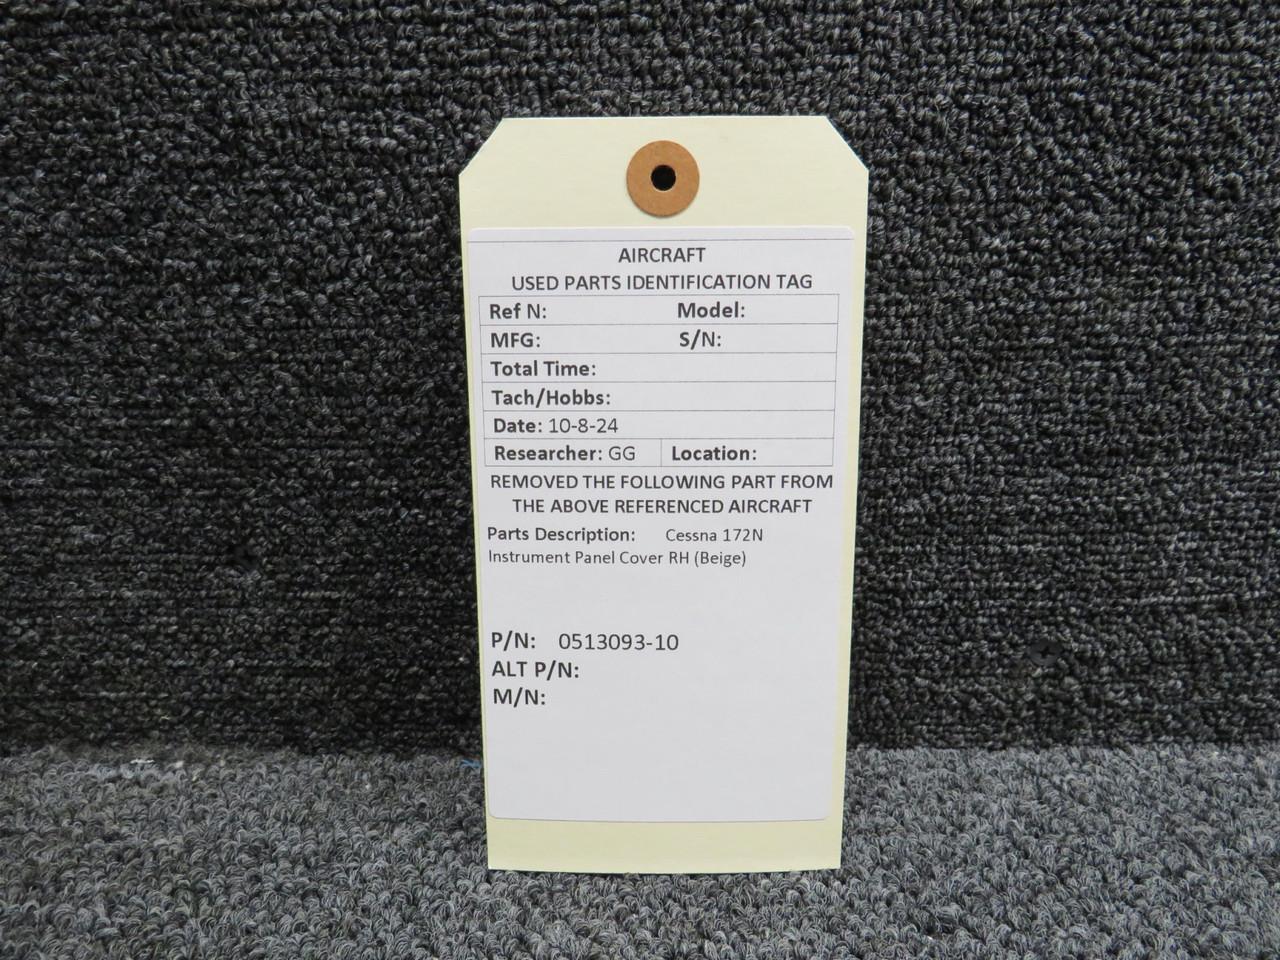 AIRCRAFT
USED PARTS IDENTIFICATION TAG
Ref N: Model:
MFG: S/N:
Total Time:
Tach/Hobbs:
Date: 10-8-24
Researcher: GG Location:
REMOVED THE FOLLOWING PART FROM
THE ABOVE REFERENCED AIRCRAFT
Parts Description: Cessna 172N
Instrument Panel Cover RH (Beige)
P/N: 0513093-10
ALT P/N:
M/N: